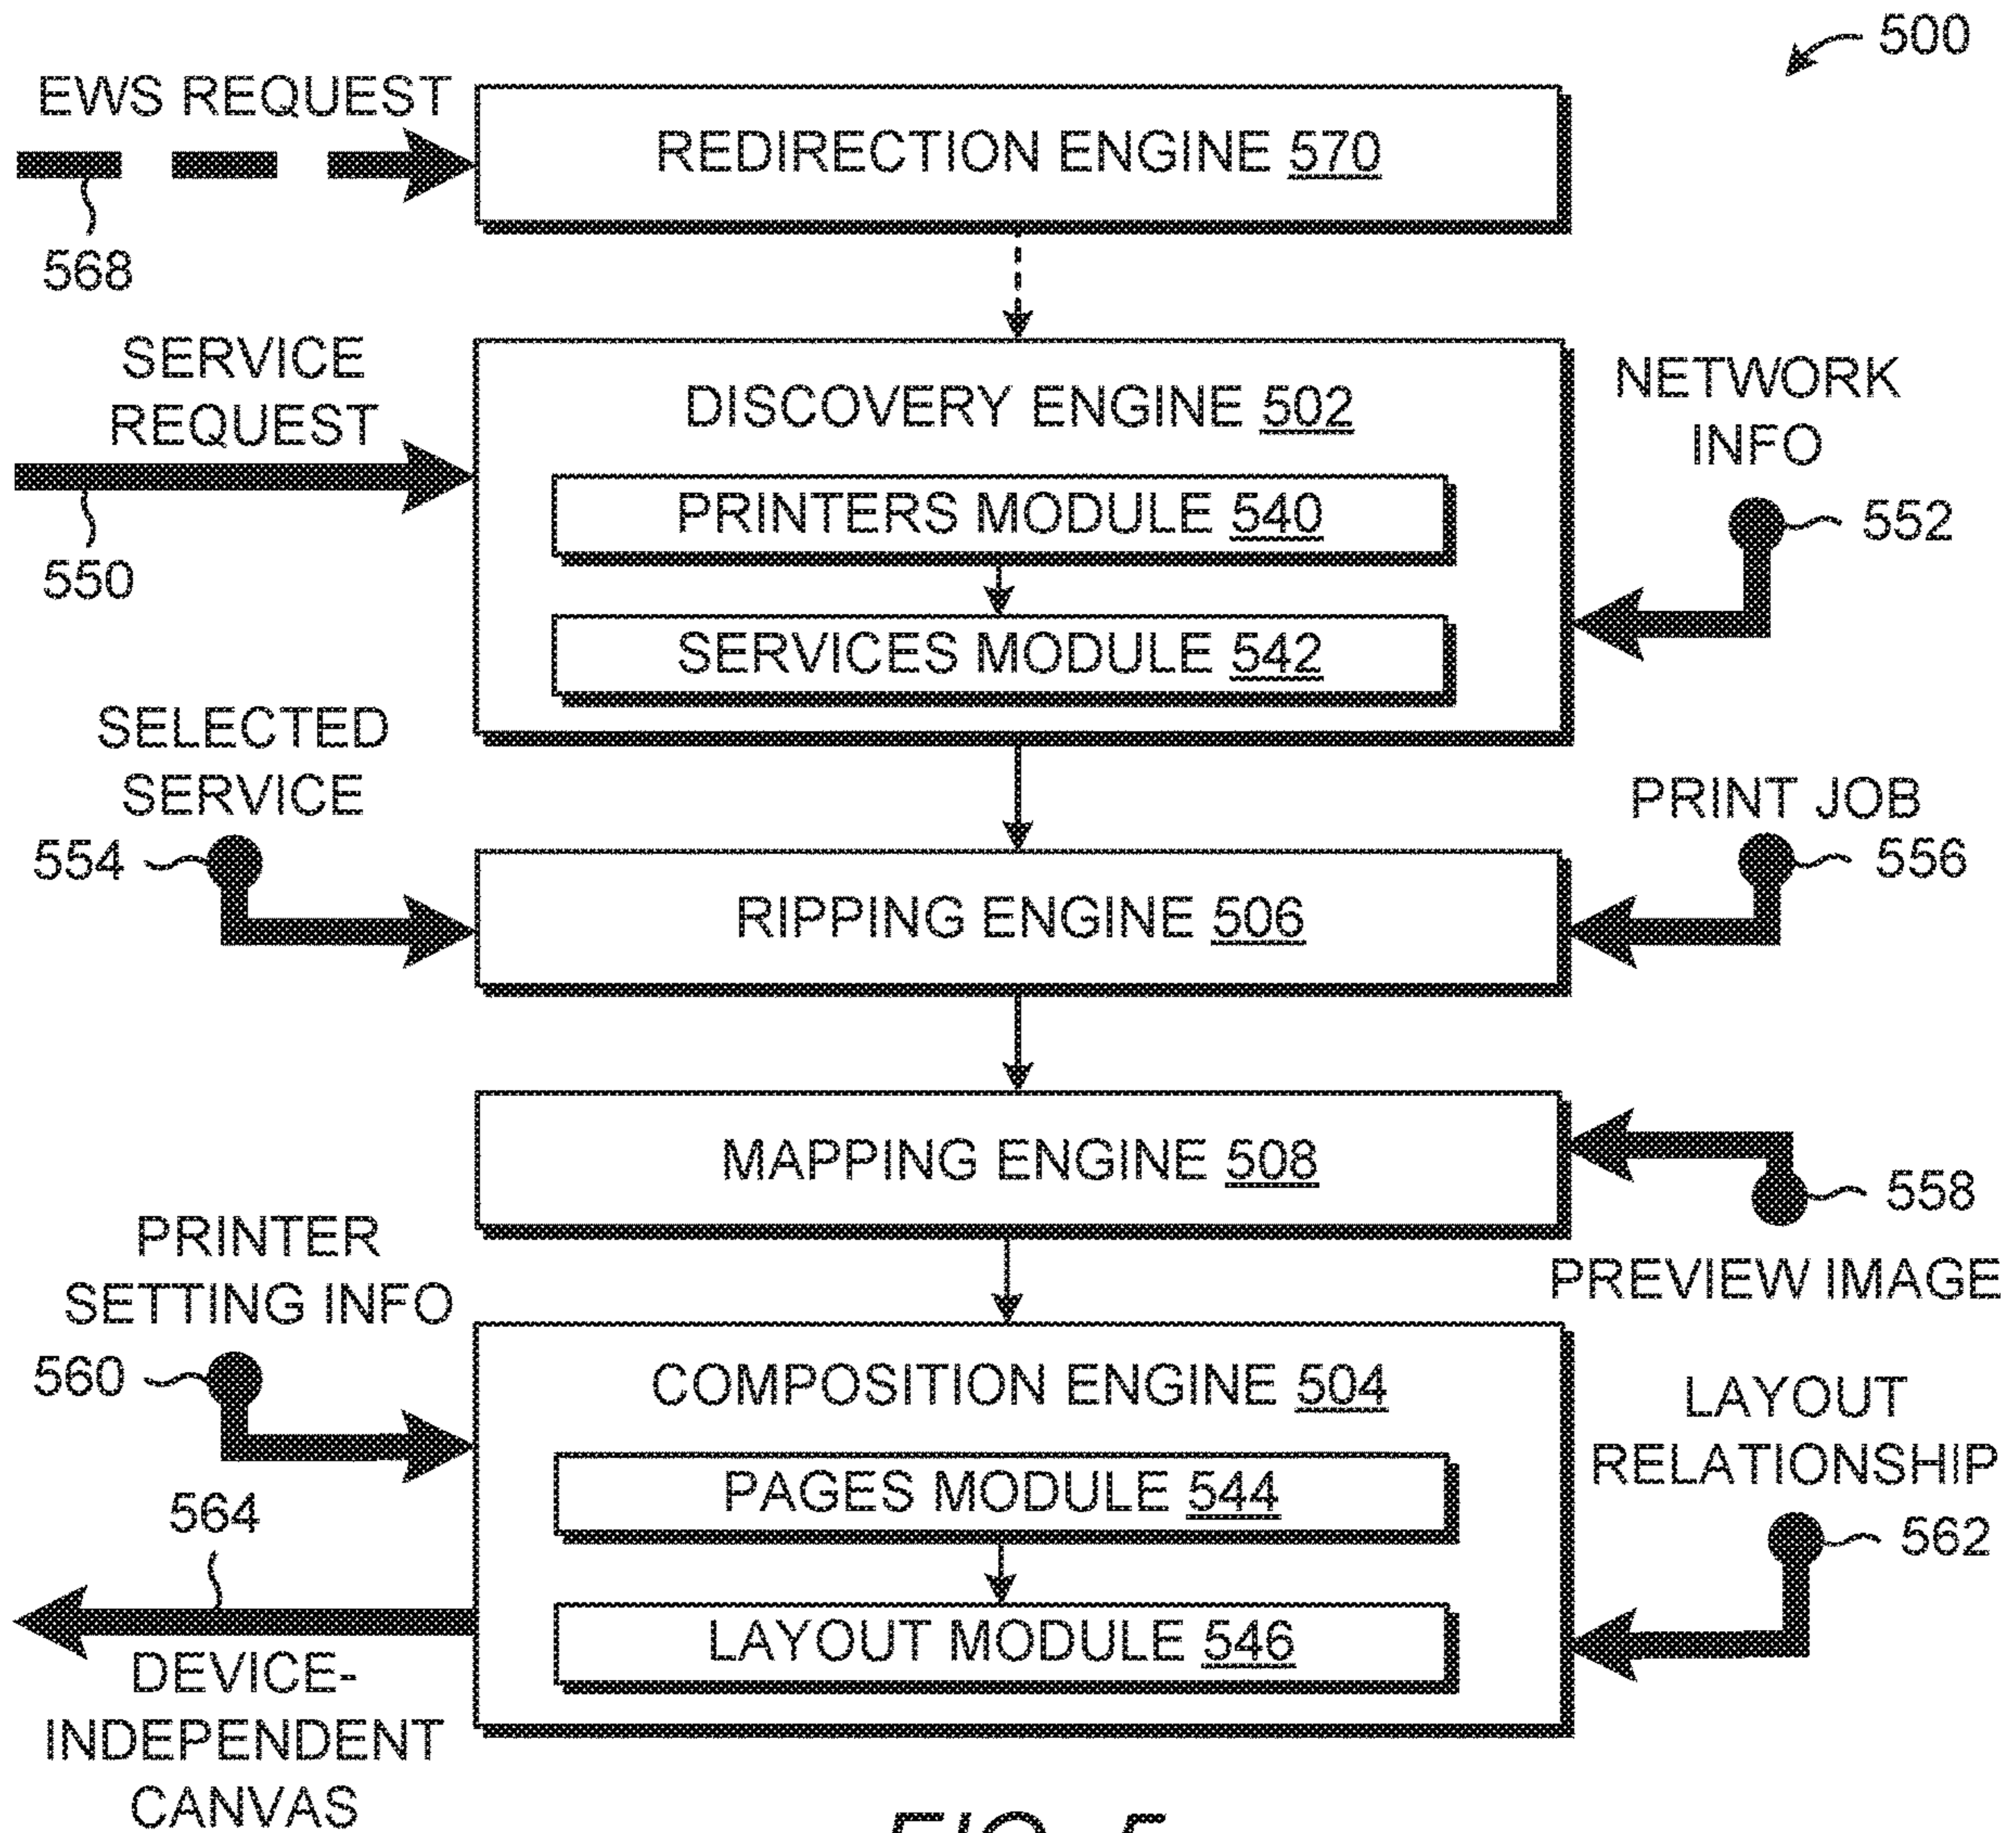 500
EWS REQUEST
568
REDIRECTION ENGINE 570
SERVICE
REQUEST
550
DISCOVERY ENGINE 502
PRINTERS MODULE 540
SERVICES MODULE 542
NETWORK
INFO
552
SELECTED
SERVICE
554
RIPPING ENGINE 506
PRINT JOB
556
MAPPING ENGINE 508
558
PREVIEW IMAGE
PRINTER
SETTING INFO
560
COMPOSITION ENGINE 504
PAGES MODULE 544
LAYOUT MODULE 546
LAYOUT
RELATIONSHIP
562
564
DEVICE-
INDEPENDENT
CANVAS
FIG. 5